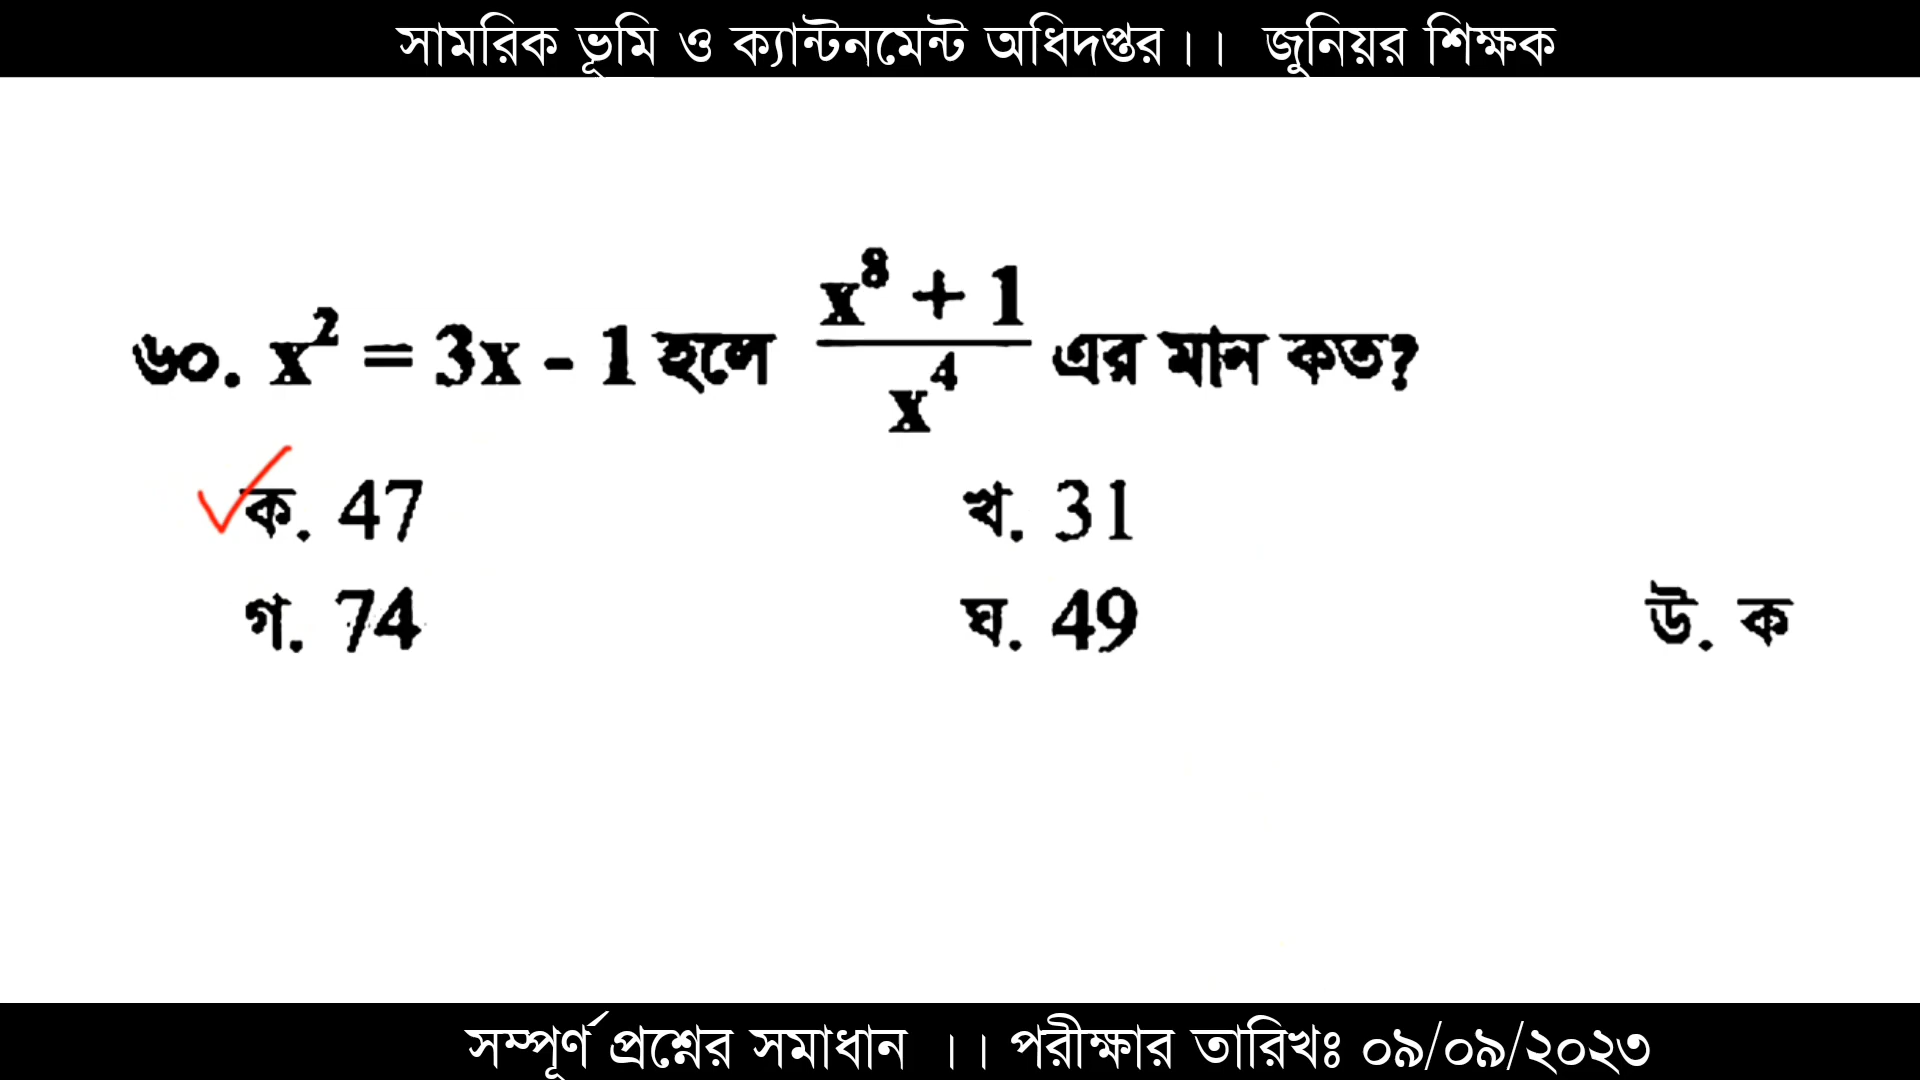 সামরিক ভূমি ও ক্যান্টনমেন্ট অধিদপ্তর।। জুনিয়র শিক্ষক
৬০. x² = 3x - 1 হলে (x⁸ + 1)/x⁴ এর মান কত?
ক. 47 খ. 31
গ. 74 ঘ. 49 উ. ক
সম্পূর্ণ প্রশ্নের সমাধান ।। পরীক্ষার তারিখঃ ০৯/০৯/২০২৩